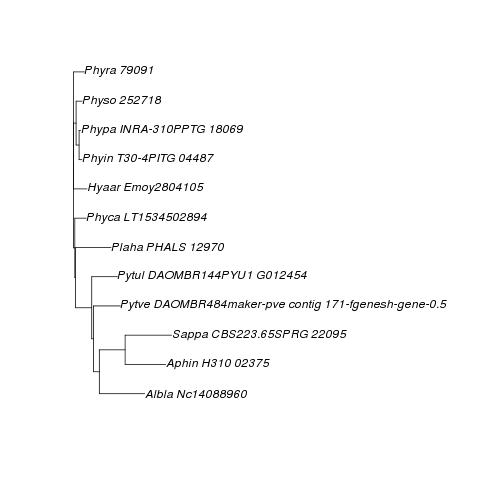 Phyra 79091
Physo 252718
Phypa INRA-310PPTG 18069
Phyin T30-4PITG 04487
Hyaar Emoy2804105
Phyca LT1534502894
Plaha PHALS 12970
Pytul DAOMBR144PYU1 G012454
Pytve DAOMBR484maker-pve contig 171-fgenesh-gene-0.5
Sappa CBS223.65SPRG 22095
Aphin H310 02375
Albla Nc14088960